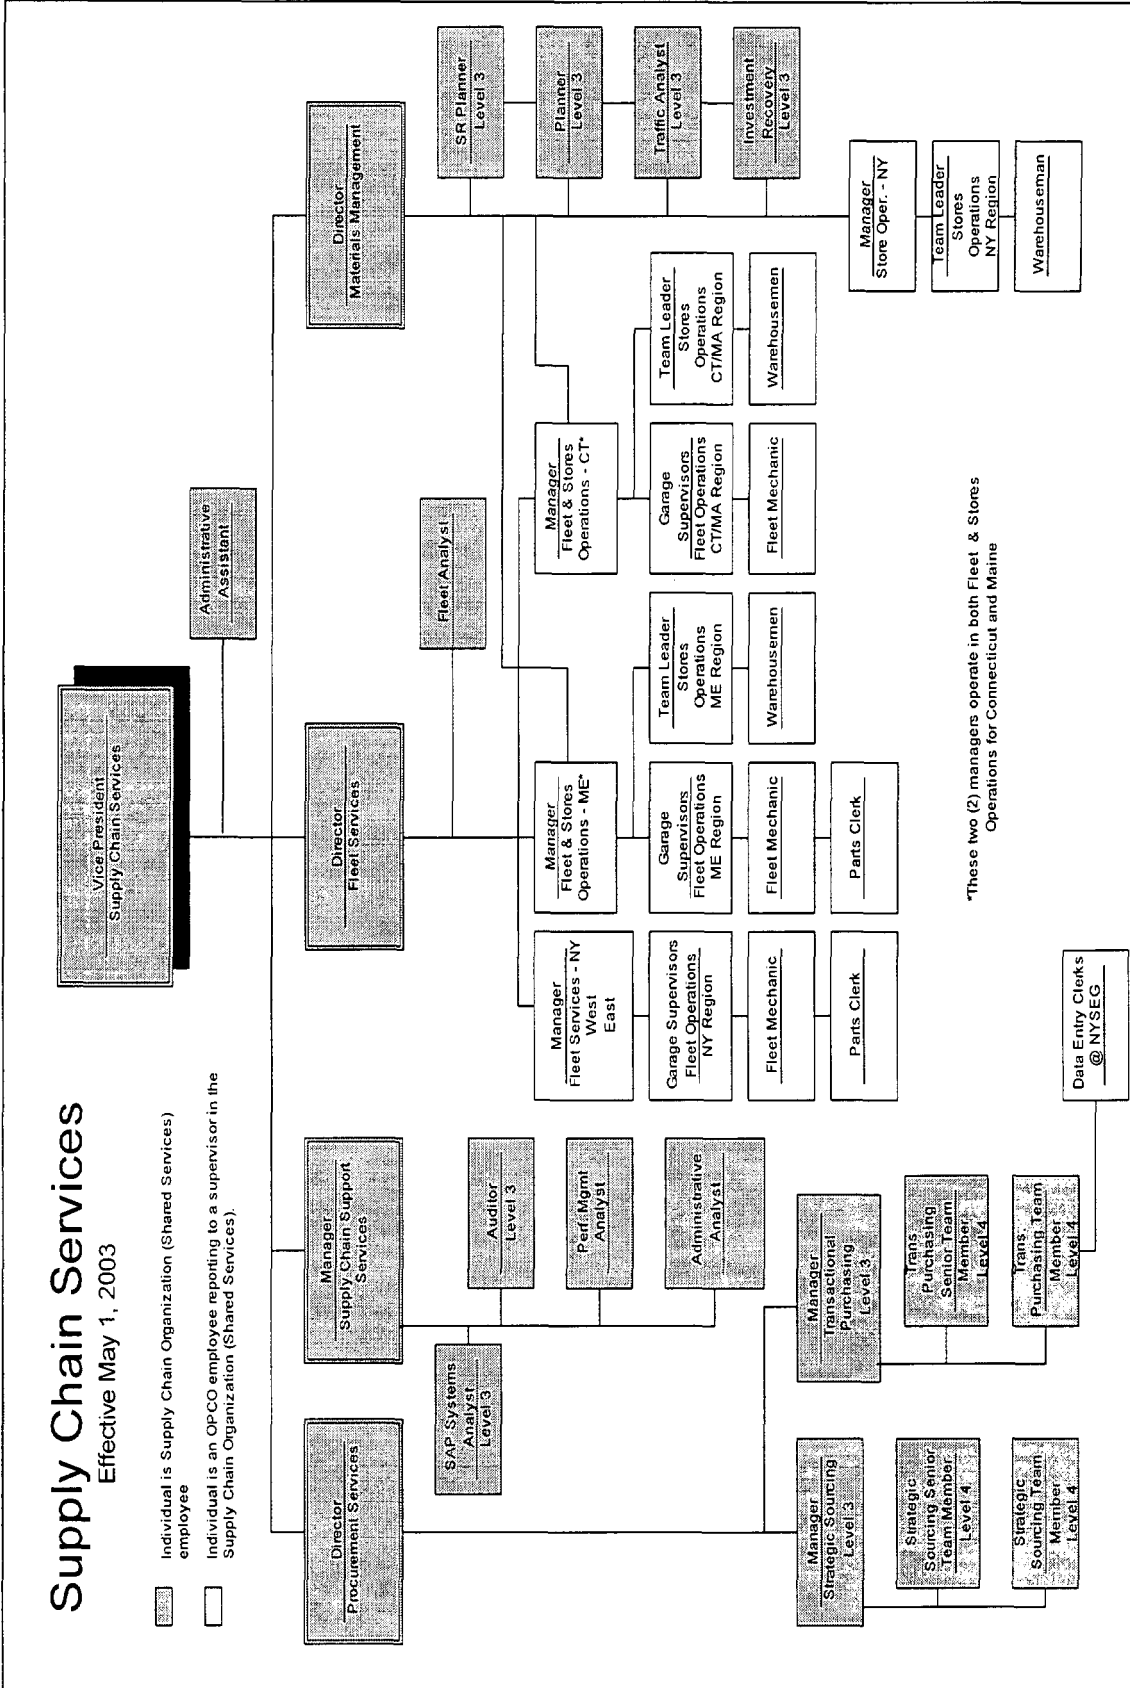 Supply Chain Services
Effective May 1, 2003
Individual is Supply Chain Organization (Shared Services)
employee
Individual is an OPCO employee reporting to a supervisor in the
Supply Chain Organization (Shared Services).
Vice President
Supply Chain Services
Administrative
Assistant
Director
Procurement Services
Manager
Supply Chain Support
Services
Director
Fleet Services
Director
Materials Management
SAP Systems
Analyst
Level 3
Auditor
Level 3
Perf. Mgmt
Analyst
Administrative
Analyst
Fleet Analyst
SR Planner
Level 3
Planner
Level 3
Traffic Analyst
Level 3
Investment
Recovery
Level 3
Manager
Fleet Services - NY
West
East
Manager
Fleet & Stores
Operations - ME*
Manager
Fleet & Stores
Operations - CT*
Garage Supervisors
Fleet Operations
NY Region
Garage
Supervisors
Fleet Operations
ME Region
Team Leader
Stores
Operations
ME Region
Garage
Supervisors
Fleet Operations
CT/MA Region
Team Leader
Stores
Operations
CT/MA Region
Fleet Mechanic
Fleet Mechanic
Warehousemen
Fleet Mechanic
Warehousemen
Parts Clerk
Parts Clerk
Manager
Store Oper. - NY
Team Leader
Stores
Operations
NY Region
Warehouseman
Manager
Strategic Sourcing
Level 3
Manager
Transactional
Purchasing
Level 3
Strategic
Sourcing Senior
Team Member
Level 4
Trans.
Purchasing
Senior Team
Member
Level 4
Strategic
Sourcing Team
Member
Level 4
Trans.
Purchasing Team
Member
Level 4
Data Entry Clerks
@ NYSEG
*These two (2) managers operate in both Fleet & Stores
Operations for Connecticut and Maine